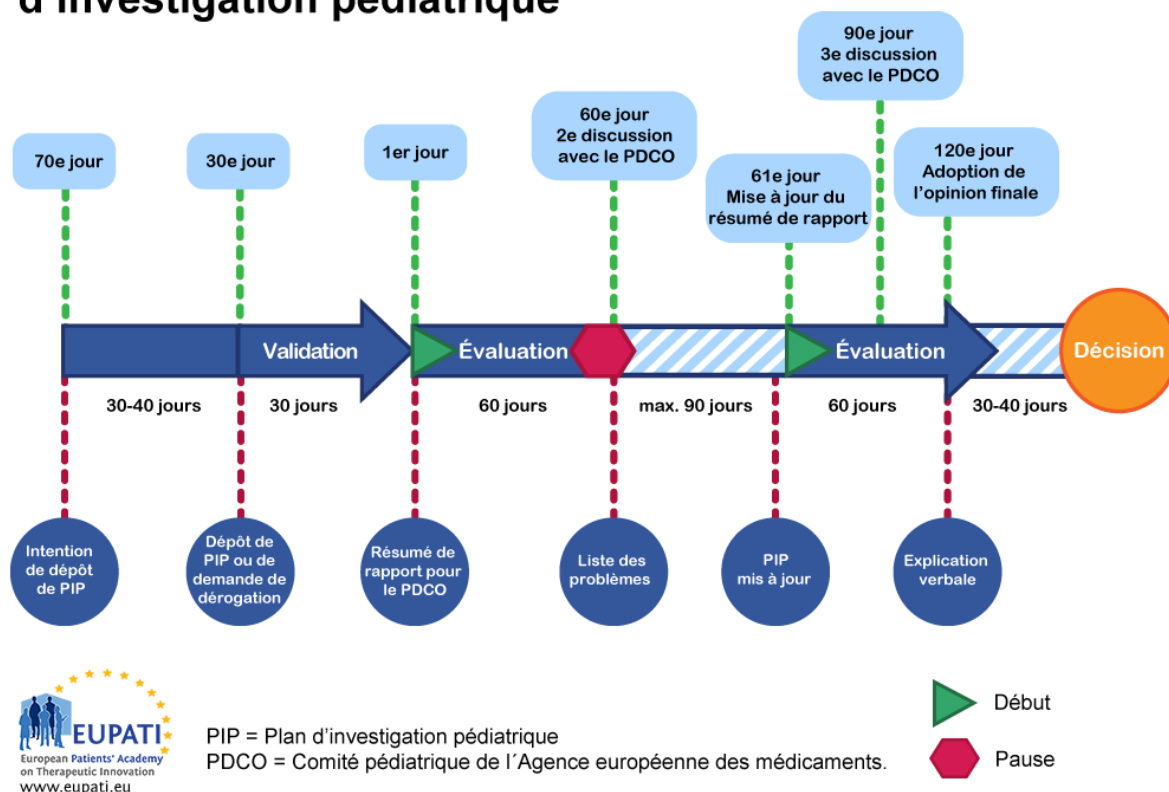 d'investigation pédiatrique
90e jour
3e discussion
avec le PDCO
60e jour
2e discussion
avec le PDCO
70e jour
30e jour
1er jour
61e jour
Mise à jour du
résumé de rapport
120e jour
Adoption de
l'opinion finale
Validation
Évaluation
Évaluation
Décision
30-40 jours
30 jours
60 jours
max. 90 jours
60 jours
30-40 jours
Intention
de dépôt
de PIP
Dépôt de
PIP ou de
demande de
dérogation
Résumé de
rapport pour
le PDCO
Liste des
problèmes
PIP
mis à jour
Explication
verbale
EUPATI
European Patients' Academy
on Therapeutic Innovation
www.eupati.eu
PIP = Plan d'investigation pédiatrique
PDCO = Comité pédiatrique de l´Agence européenne des médicaments.
Début
Pause